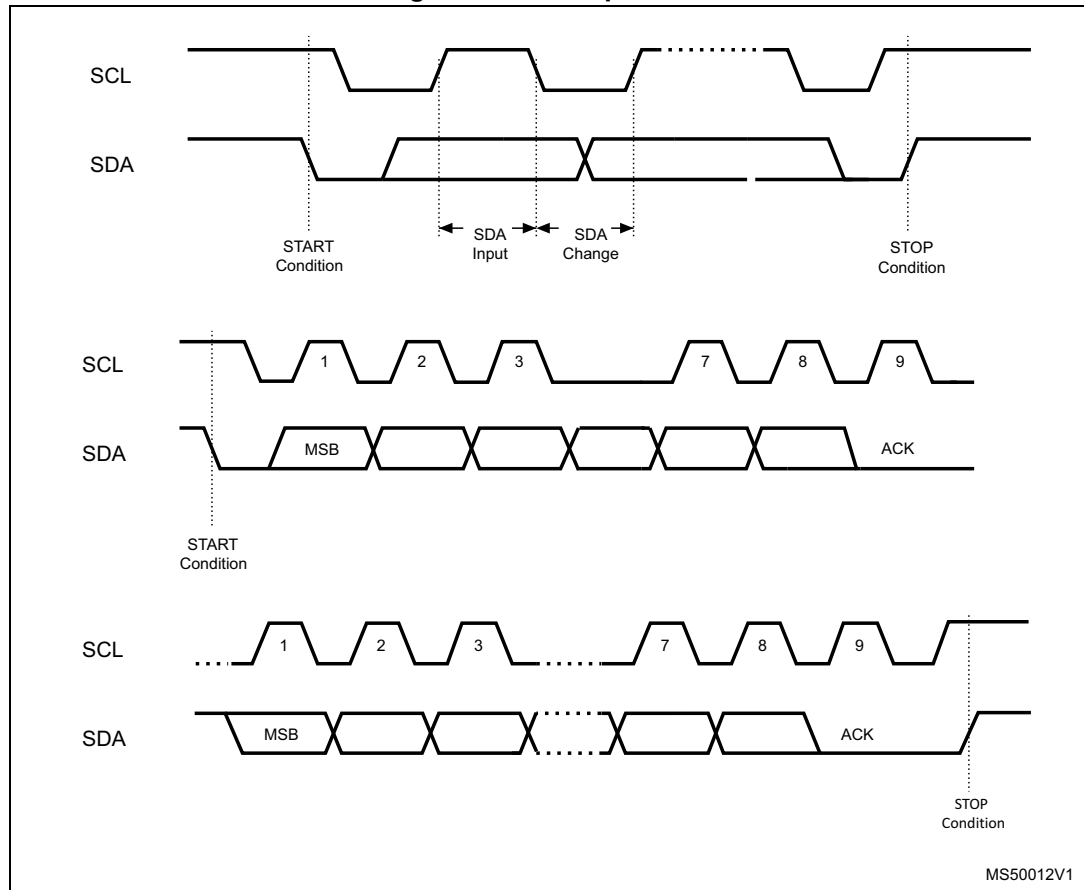 SCL
SDA
SDA
Input
SDA
Change
START
Condition
STOP
Condition
SCL
1 2 3 7 8 9
SDA
MSB
ACK
START
Condition
SCL
1 2 3 7 8 9
SDA
MSB
ACK
STOP
Condition
MS50012V1